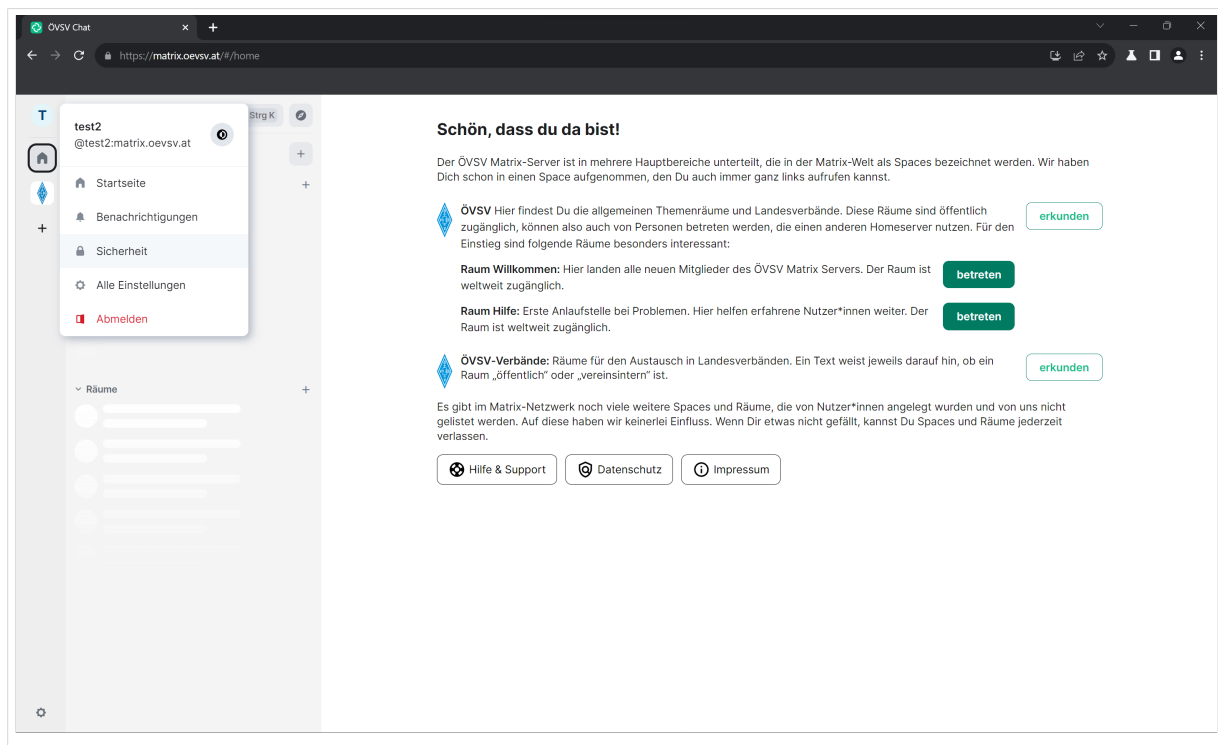 ÖVSV Chat
https://matrix.oevsv.at/#/home
T
test2
@test2:matrix.oevsv.at
Strg K
Startseite
Benachrichtigungen
Sicherheit
Alle Einstellungen
Abmelden
Räume
Schön, dass du da bist!
Der ÖVSV Matrix-Server ist in mehrere Hauptbereiche unterteilt, die in der Matrix-Welt als Spaces bezeichnet werden. Wir haben
Dich schon in einen Space aufgenommen, den Du auch immer ganz links aufrufen kannst.
ÖVSV Hier findest Du die allgemeinen Themenräume und Landesverbände. Diese Räume sind öffentlich
zugänglich, können also auch von Personen betreten werden, die einen anderen Homeserver nutzen. Für den
Einstieg sind folgende Räume besonders interessant:
erkunden
Raum Willkommen: Hier landen alle neuen Mitglieder des ÖVSV Matrix Servers. Der Raum ist
weltweit zugänglich.
betreten
Raum Hilfe: Erste Anlaufstelle bei Problemen. Hier helfen erfahrene Nutzer*innen weiter. Der
Raum ist weltweit zugänglich.
betreten
ÖVSV-Verbände: Räume für den Austausch in Landesverbänden. Ein Text weist jeweils darauf hin, ob ein
Raum „öffentlich" oder „vereinsintern" ist.
erkunden
Es gibt im Matrix-Netzwerk noch viele weitere Spaces und Räume, die von Nutzer*innen angelegt wurden und von uns nicht
gelistet werden. Auf diese haben wir keinerlei Einfluss. Wenn Dir etwas nicht gefällt, kannst Du Spaces und Räume jederzeit
verlassen.
Hilfe & Support
Datenschutz
Impressum